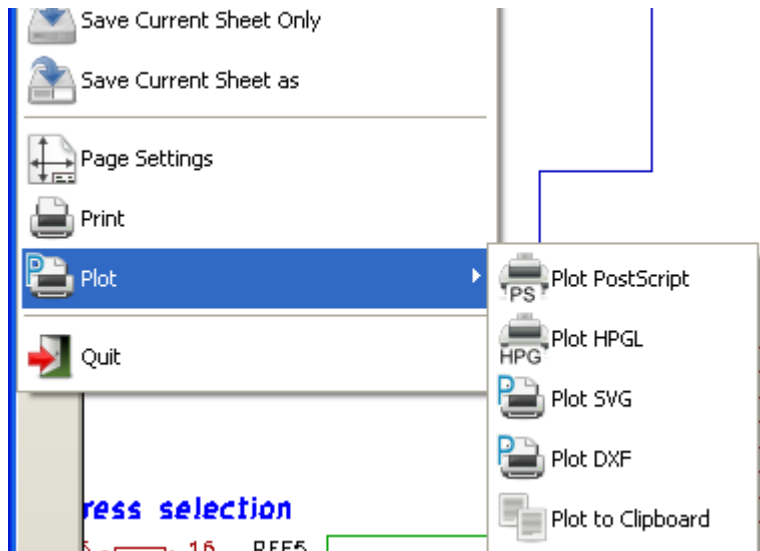 Save Current Sheet Only
Save Current Sheet as
Page Settings
Print
P Plot
PS Plot PostScript
HPG Plot HPGL
Quit
P Plot SVG
P Plot DXF
ress selection
Plot to Clipboard
16